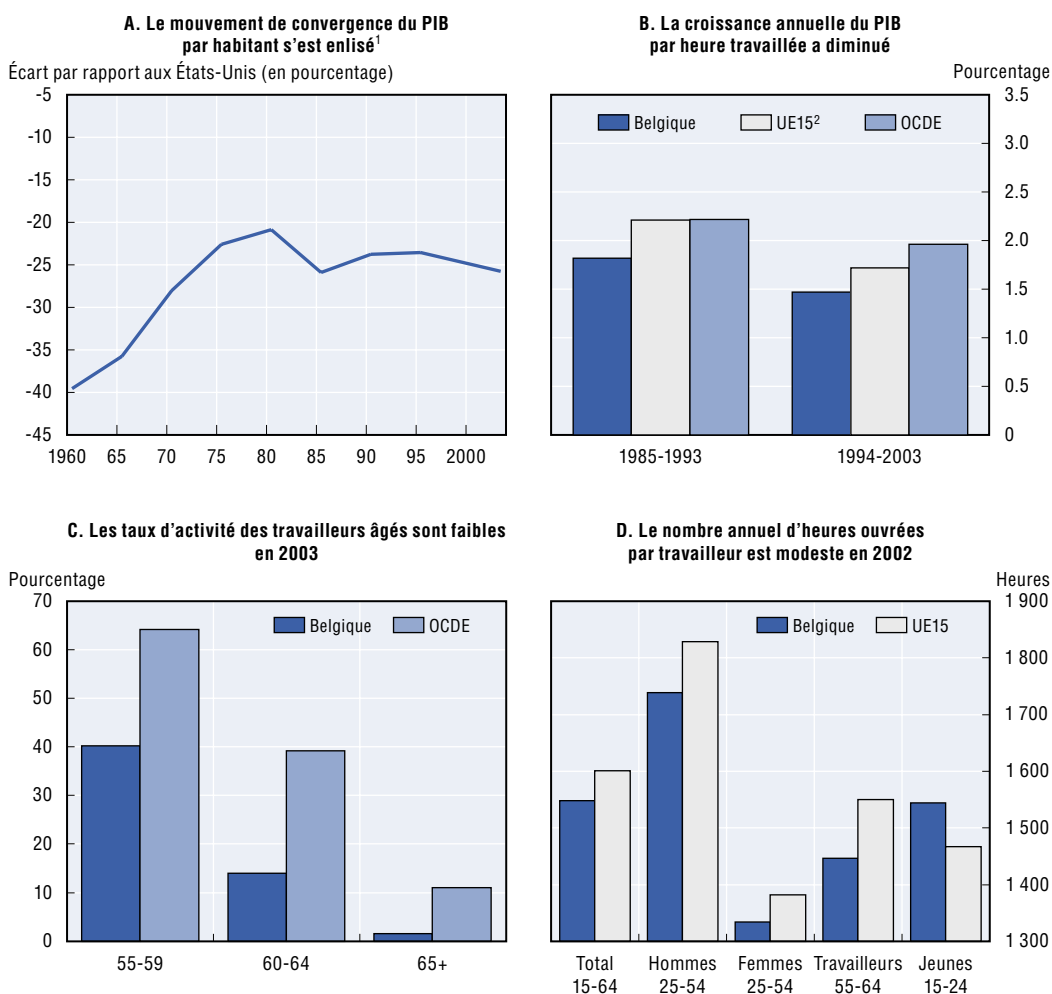 A. Le mouvement de convergence du PIB
par habitant s'est enlisé¹
Écart par rapport aux États-Unis (en pourcentage)
-5
-10
-15
-20
-25
-30
-35
-40
-45
1960 65 70 75 80 85 90 95 2000
B. La croissance annuelle du PIB
par heure travaillée a diminué
Pourcentage
Belgique UE15² OCDE
3.5
3.0
2.5
2.0
1.5
1.0
0.5
0
1985-1993 1994-2003
C. Les taux d'activité des travailleurs âgés sont faibles
en 2003
Pourcentage
Belgique OCDE
70
60
50
40
30
20
10
0
55-59 60-64 65+
D. Le nombre annuel d'heures ouvrées
par travailleur est modeste en 2002
Heures
Belgique UE15
1 900
1 800
1 700
1 600
1 500
1 400
1 300
Total Hommes Femmes Travailleurs Jeunes
15-64 25-54 25-54 55-64 15-24